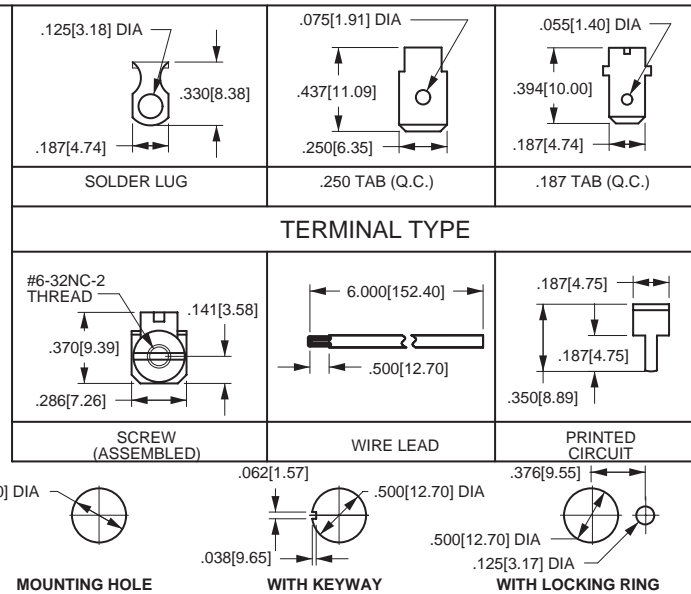 .125[3.18] DIA
.330[8.38]
.187[4.74]
SOLDER LUG
.075[1.91] DIA
.437[11.09]
.250[6.35]
.250 TAB (Q.C.)
.055[1.40] DIA
.394[10.00]
.187[4.74]
.187 TAB (Q.C.)
TERMINAL TYPE
#6-32NC-2
THREAD
.141[3.58]
.370[9.39]
.286[7.26]
SCREW
(ASSEMBLED)
6.000[152.40]
.500[12.70]
WIRE LEAD
.187[4.75]
.187[4.75]
.350[8.89]
PRINTED
CIRCUIT
0] DIA
MOUNTING HOLE
.062[1.57]
.500[12.70] DIA
.038[9.65]
WITH KEYWAY
.376[9.55]
.500[12.70] DIA
.125[3.17] DIA
WITH LOCKING RING